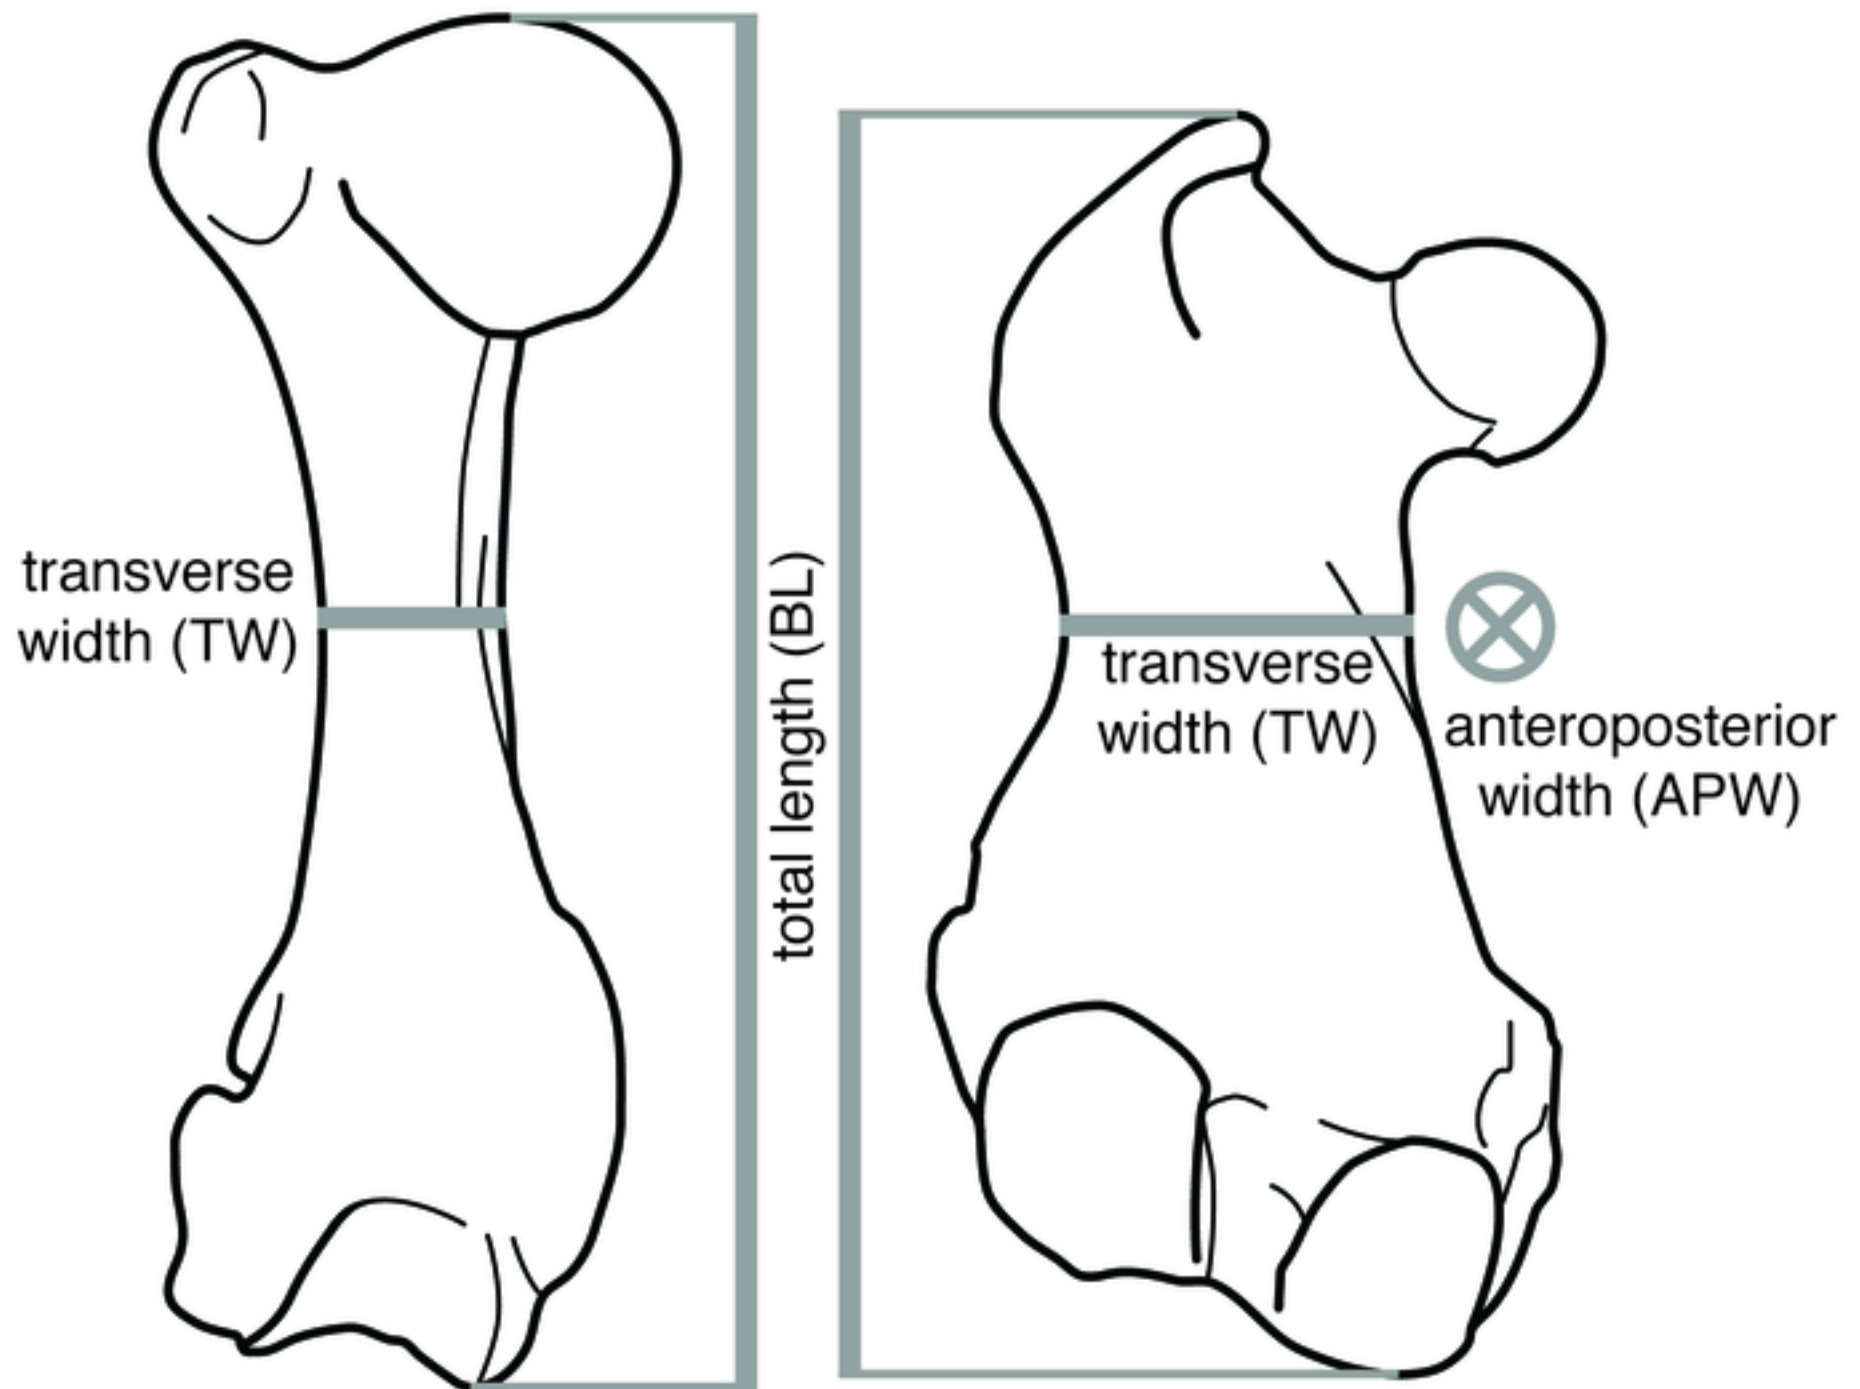 transverse
width (TW)
total length (BL)
transverse
width (TW)
anteroposterior
width (APW)